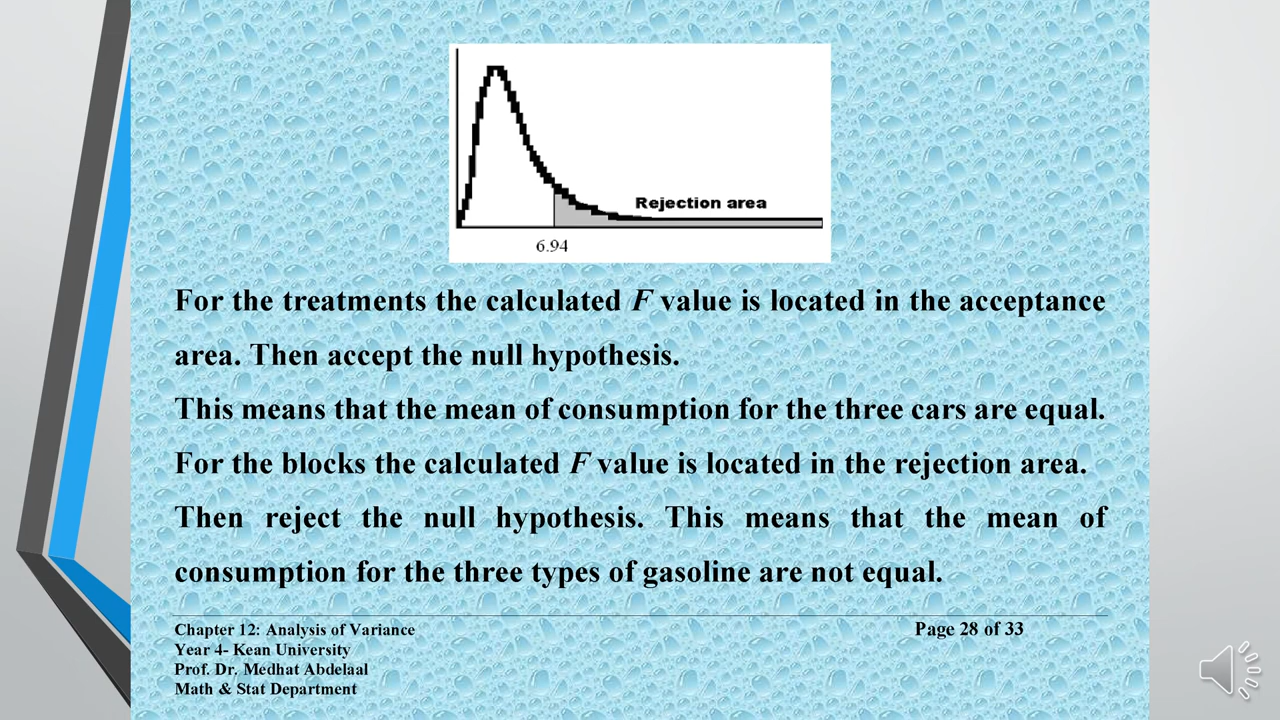 Rejection area
6.94
For the treatments the calculated F value is located in the acceptance
area. Then accept the null hypothesis.
This means that the mean of consumption for the three cars are equal.
For the blocks the calculated F value is located in the rejection area.
Then reject the null hypothesis. This means that the mean of
consumption for the three types of gasoline are not equal.
Chapter 12: Analysis of Variance
Page 28 of 33
Year 4- Kean University
Prof. Dr. Medhat Abdelaal
Math & Stat Department